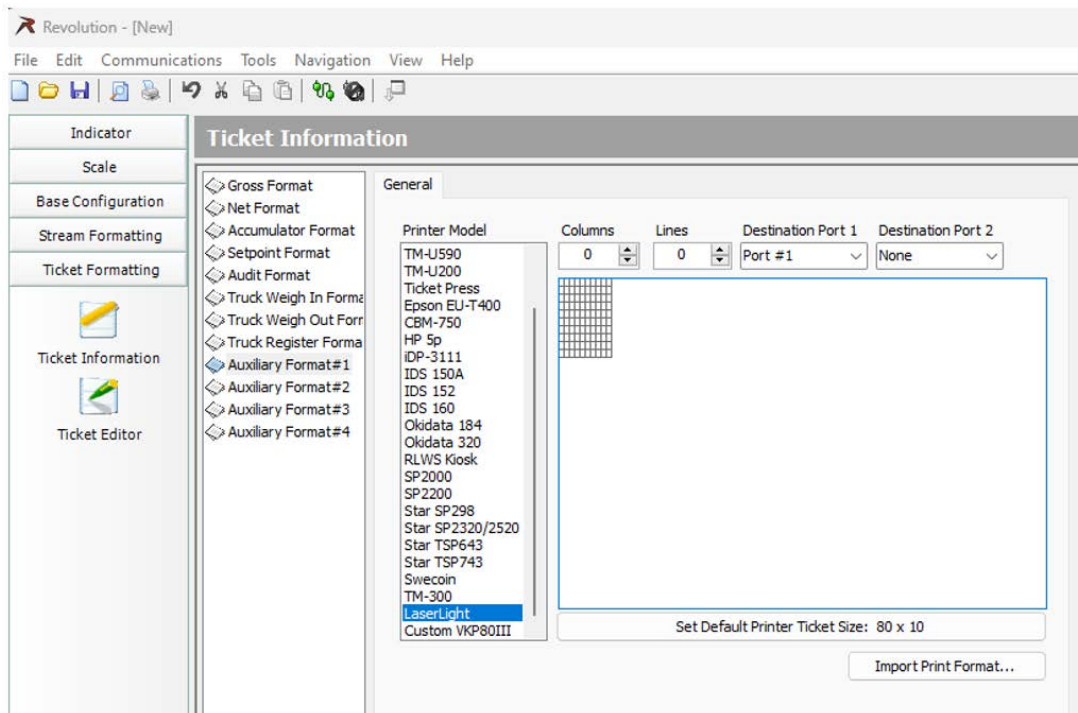 Revolution - [New]
File Edit Communications Tools Navigation View Help
Indicator
Scale
Base Configuration
Stream Formatting
Ticket Formatting
Ticket Information
Ticket Editor
Ticket Information
Gross Format
Net Format
Accumulator Format
Setpoint Format
Audit Format
Truck Weigh In Forma
Truck Weigh Out Forr
Truck Register Forma
Auxiliary Format#1
Auxiliary Format#2
Auxiliary Format#3
Auxiliary Format#4
General
Printer Model
TM-U590
TM-U200
Ticket Press
Epson EU-T400
CBM-750
HP 5p
iDP-3111
IDS 150A
IDS 152
IDS 160
Okidata 184
Okidata 320
RLWS Kiosk
SP2000
SP2200
Star SP298
Star SP2320/2520
Star TSP643
Star TSP743
Swecoin
TM-300
LaserLight
Custom VKP80III
Columns Lines Destination Port 1 Destination Port 2
0 0 Port #1 None
Set Default Printer Ticket Size: 80 x 10
Import Print Format...